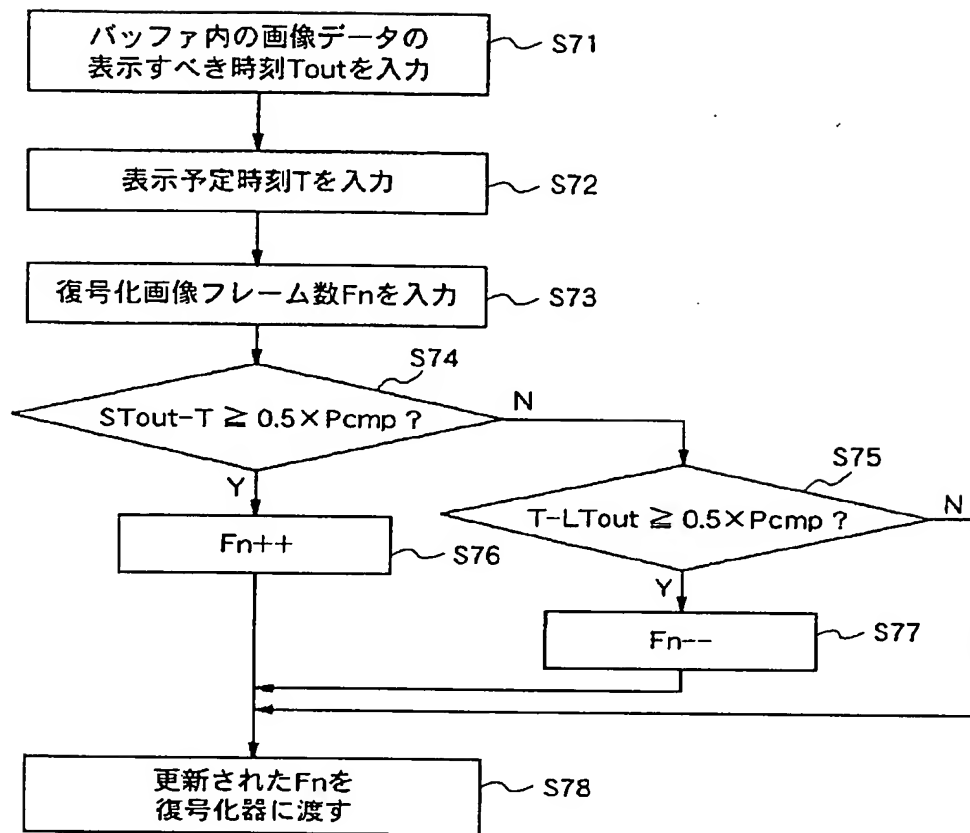 バッファ内の画像データの
表示すべき時刻Toutを入力
S71
表示予定時刻Tを入力
S72
復号化画像フレーム数Fnを入力
S73
S74
STout-T ≧ 0.5×Pcmp ?
N
Y
S75
T-LTout ≧ 0.5×Pcmp ?
N
Y
Fn++
S76
Fn--
S77
更新されたFnを
復号化器に渡す
S78